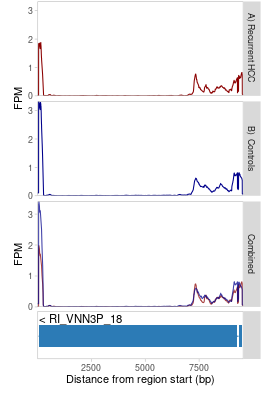 3
2
1
0
FPM
A) Recurrent HCC
3
2
1
0
B) Controls
3
2
1
0
FPM
Combined
< RI_VNN3P_18
2500 5000 7500
Distance from region start (bp)